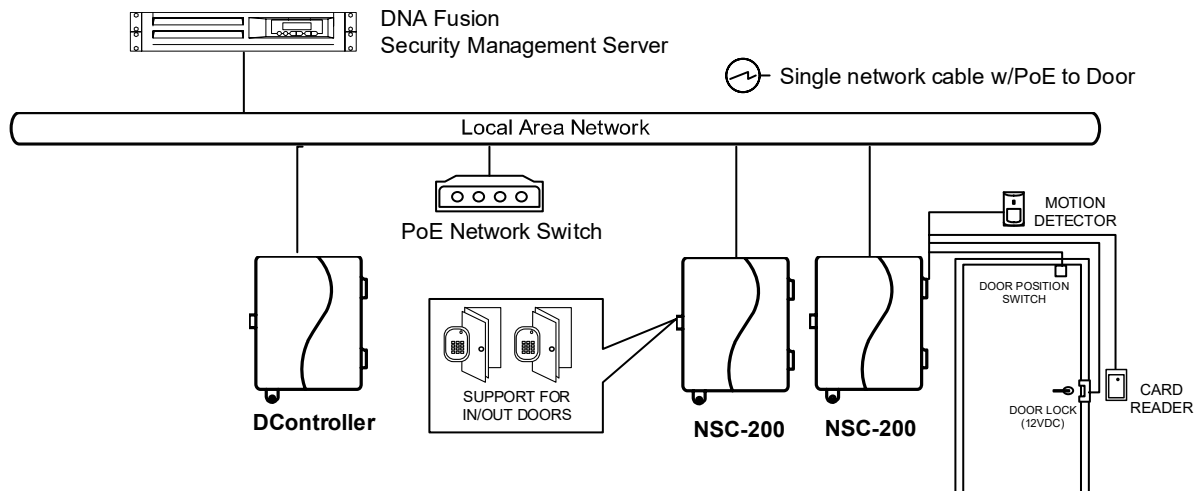 DNA Fusion
Security Management Server
Single network cable w/PoE to Door
Local Area Network
PoE Network Switch
MOTION
DETECTOR
DOOR POSITION
SWITCH
SUPPORT FOR
IN/OUT DOORS
DOOR LOCK
(12VDC)
CARD
READER
DController
NSC-200
NSC-200